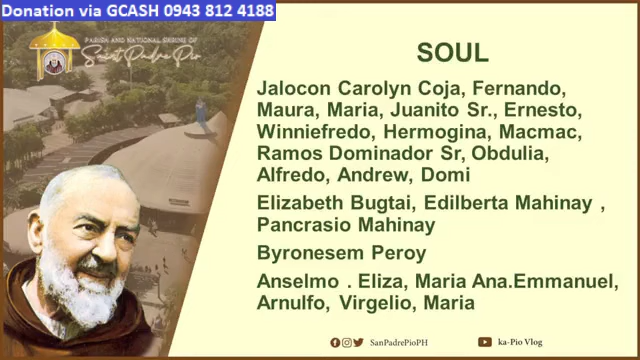 Donation via GCASH 0943 812 4188
PARISH AND NATIONAL SHRINE OF
Saint Padre Pio
SOUL
Jalocon Carolyn Coja, Fernando,
Maura, Maria, Juanito Sr., Ernesto,
Winniefredo, Hermogina, Macmac,
Ramos Dominador Sr, Obdulia,
Alfredo, Andrew, Domi
Elizabeth Bugtai, Edilberta Mahinay ,
Pancrasio Mahinay
Byronesem Peroy
Anselmo . Eliza, Maria Ana.Emmanuel,
Arnulfo, Virgelio, Maria
SanPadrePioPH
ka-Pio Vlog